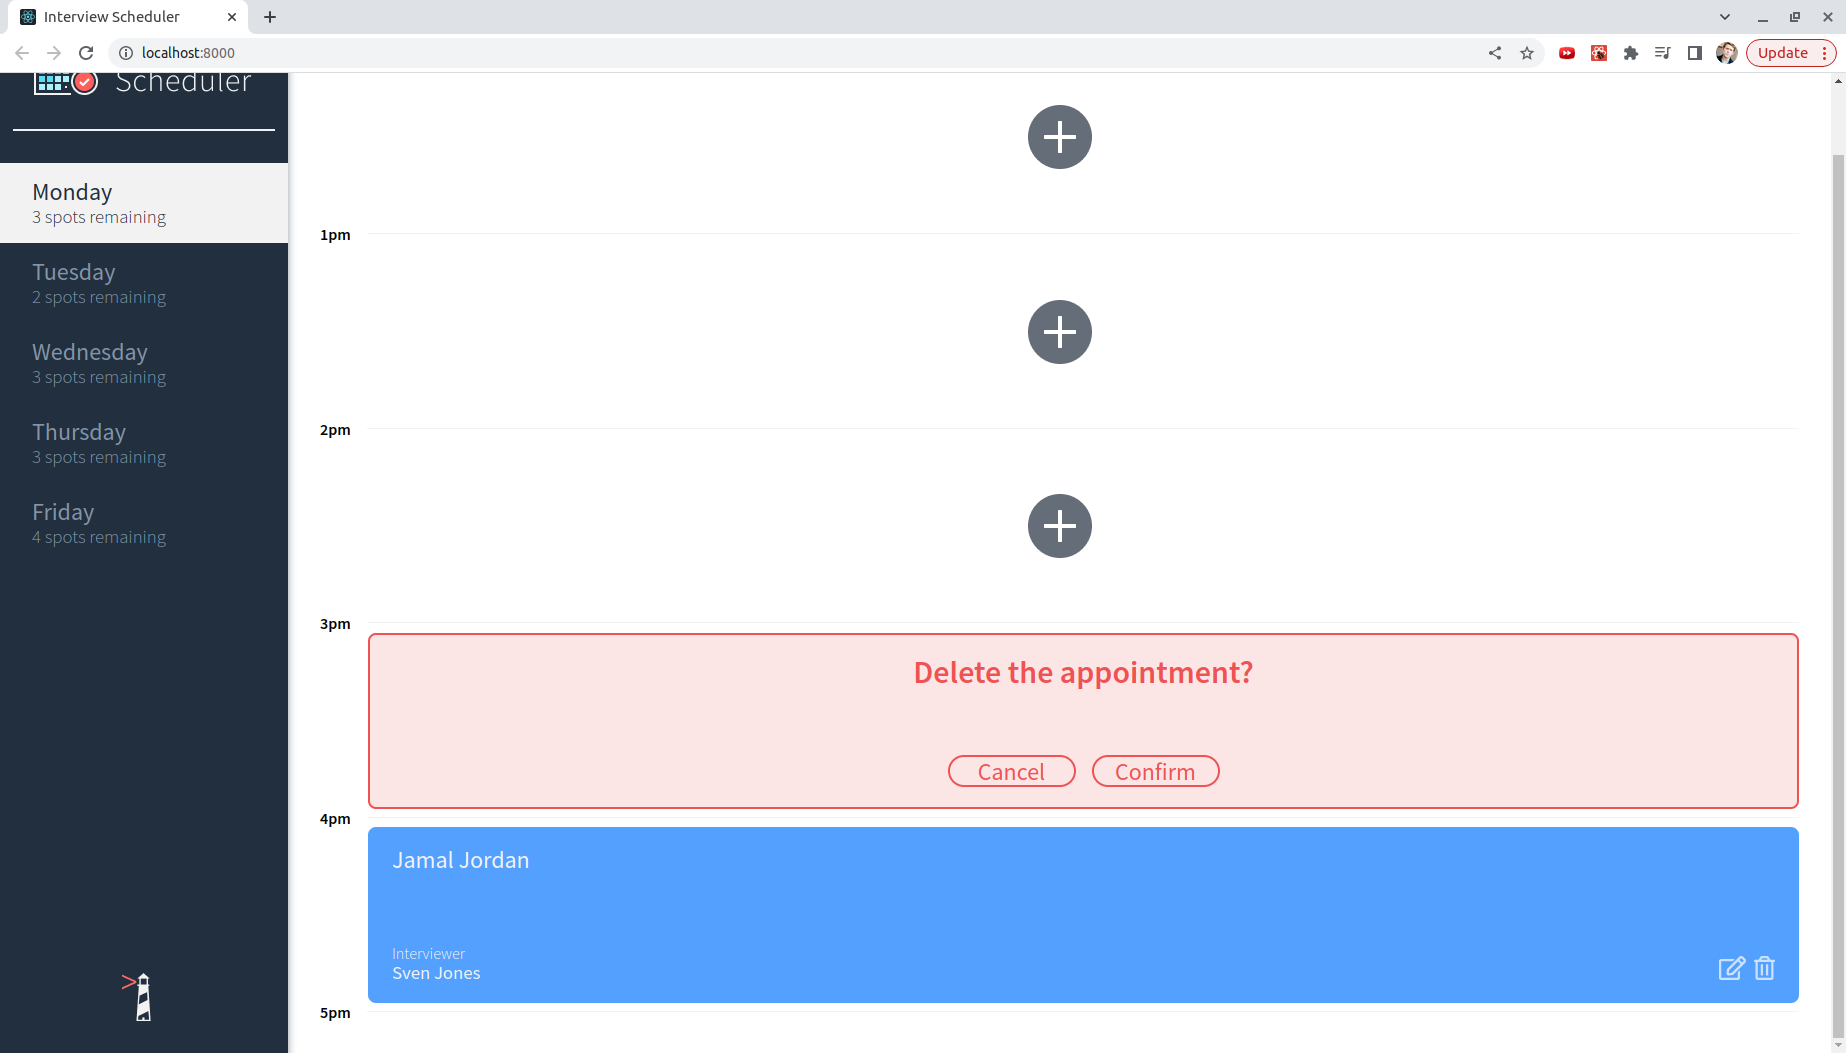 Interview Scheduler
localhost:8000
Update
Scheduler
Monday
3 spots remaining
Tuesday
2 spots remaining
Wednesday
3 spots remaining
Thursday
3 spots remaining
Friday
4 spots remaining
1pm
2pm
3pm
Delete the appointment?
Cancel
Confirm
4pm
Jamal Jordan
Interviewer
Sven Jones
5pm